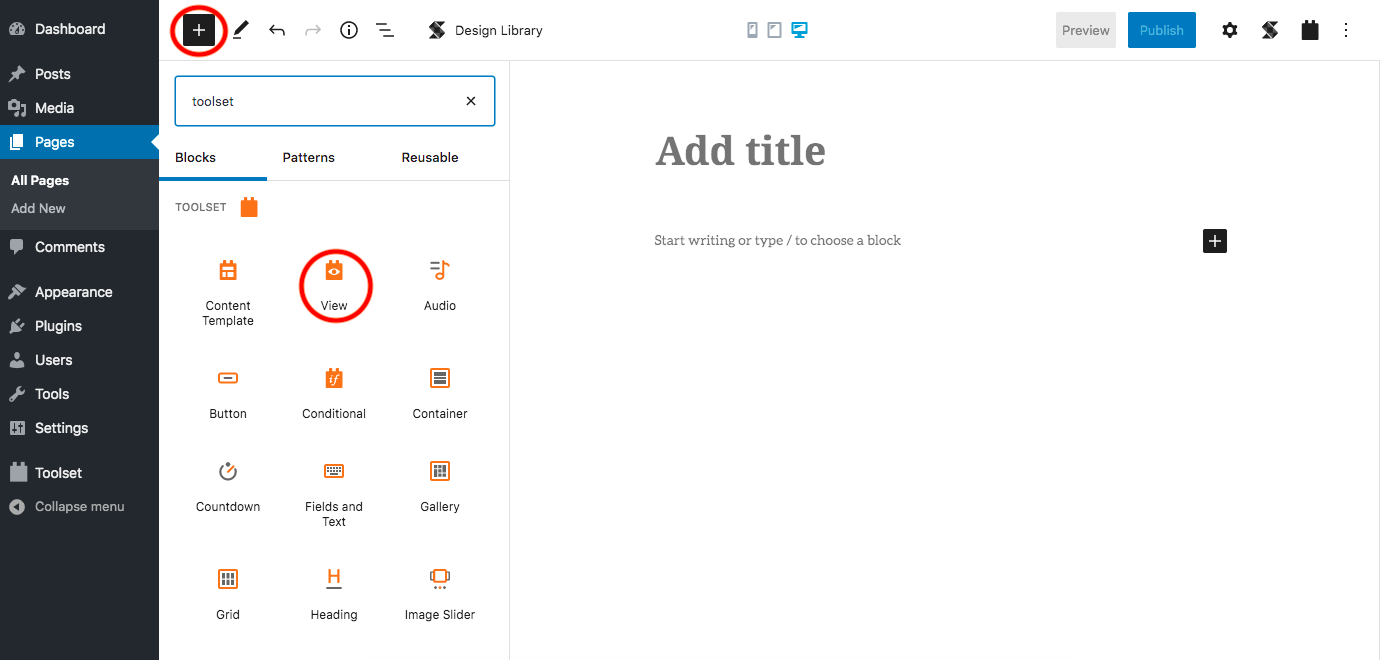 Dashboard
Posts
Media
Pages
All Pages
Add New
Comments
Appearance
Plugins
Users
Tools
Settings
Toolset
Collapse menu
Design Library
Preview
Publish
toolset
Blocks Patterns Reusable
TOOLSET
Content
Template
View
Audio
Button
Conditional
Container
Countdown
Fields and
Text
Gallery
Grid
Heading
Image Slider
Add title
Start writing or type / to choose a block